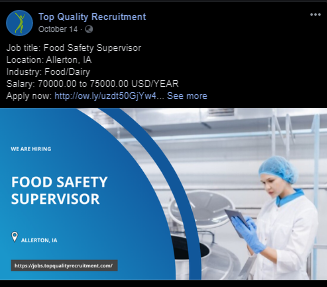 Top Quality Recruitment
October 14 ·
Job title: Food Safety Supervisor
Location: Allerton, IA
Industry: Food/Dairy
Salary: 70000.00 to 75000.00 USD/YEAR
Apply now: http://ow.ly/uzdt50GjYw4... See more
WE ARE HIRING
FOOD SAFETY
SUPERVISOR
ALLERTON, IA
https://jobs.topqualityrecruitment.com/